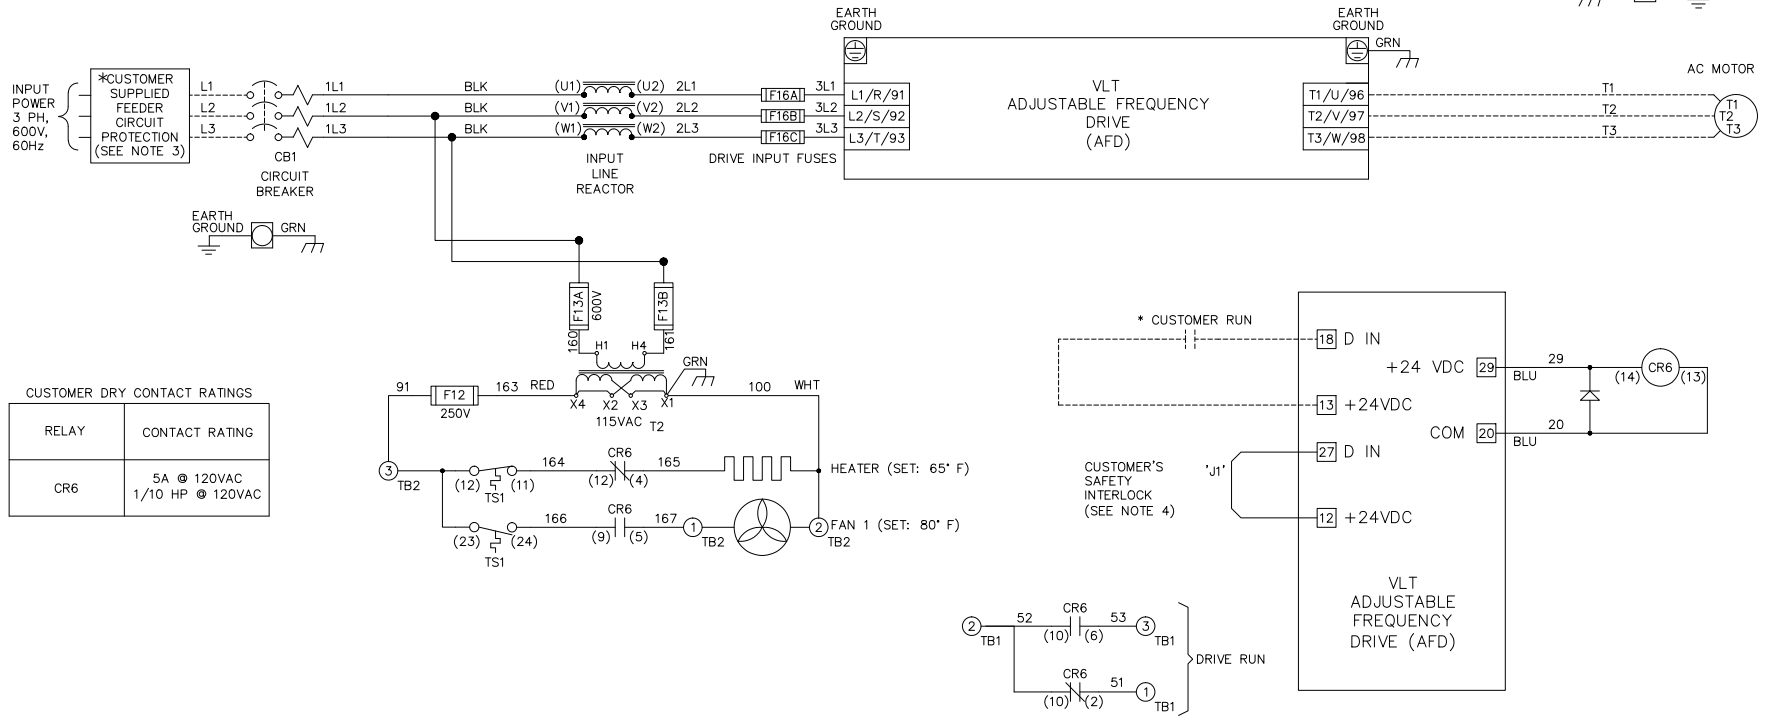 EARTH
GROUND
EARTH
GROUND
GRN
INPUT
POWER
3 PH,
600V,
60Hz
*CUSTOMER
SUPPLIED
FEEDER
CIRCUIT
PROTECTION
(SEE NOTE 3)
L1
L2
L3
CB1
CIRCUIT
BREAKER
1L1
1L2
1L3
BLK
BLK
BLK
(U1) (U2)
(V1) (V2)
(W1) (W2)
INPUT
LINE
REACTOR
2L1
2L2
2L3
F16A
F16B
F16C
DRIVE INPUT FUSES
3L1
3L2
3L3
L1/R/91
L2/S/92
L3/T/93
VLT
ADJUSTABLE FREQUENCY
DRIVE
(AFD)
T1/U/96
T2/V/97
T3/W/98
T1
T2
T3
AC MOTOR
T1
T2
T3
EARTH
GROUND
GRN
F13A
600V
F13B
160
161
H1 H4
GRN
91
F12
250V
163
RED
X4 X2 X3 X1
115VAC
T2
100
WHT
3
TB2
(12) (11)
TS1
164
CR6
(12) (4)
165
HEATER (SET: 65° F)
(23) (24)
TS1
166
CR6
(9) (5)
167
1
TB2
2
TB2
FAN 1 (SET: 80° F)
CUSTOMER DRY CONTACT RATINGS
RELAY
CONTACT RATING
CR6
5A @ 120VAC
1/10 HP @ 120VAC
* CUSTOMER RUN
18 D IN
13 +24VDC
27 D IN
12 +24VDC
CUSTOMER'S
SAFETY
INTERLOCK
(SEE NOTE 4)
'J1'
+24 VDC 29
COM 20
29
BLU
20
BLU
(14) CR6 (13)
VLT
ADJUSTABLE
FREQUENCY
DRIVE (AFD)
2
TB1
52
CR6
(10) (6)
53
3
TB1
CR6
(10) (2)
51
1
TB1
DRIVE RUN